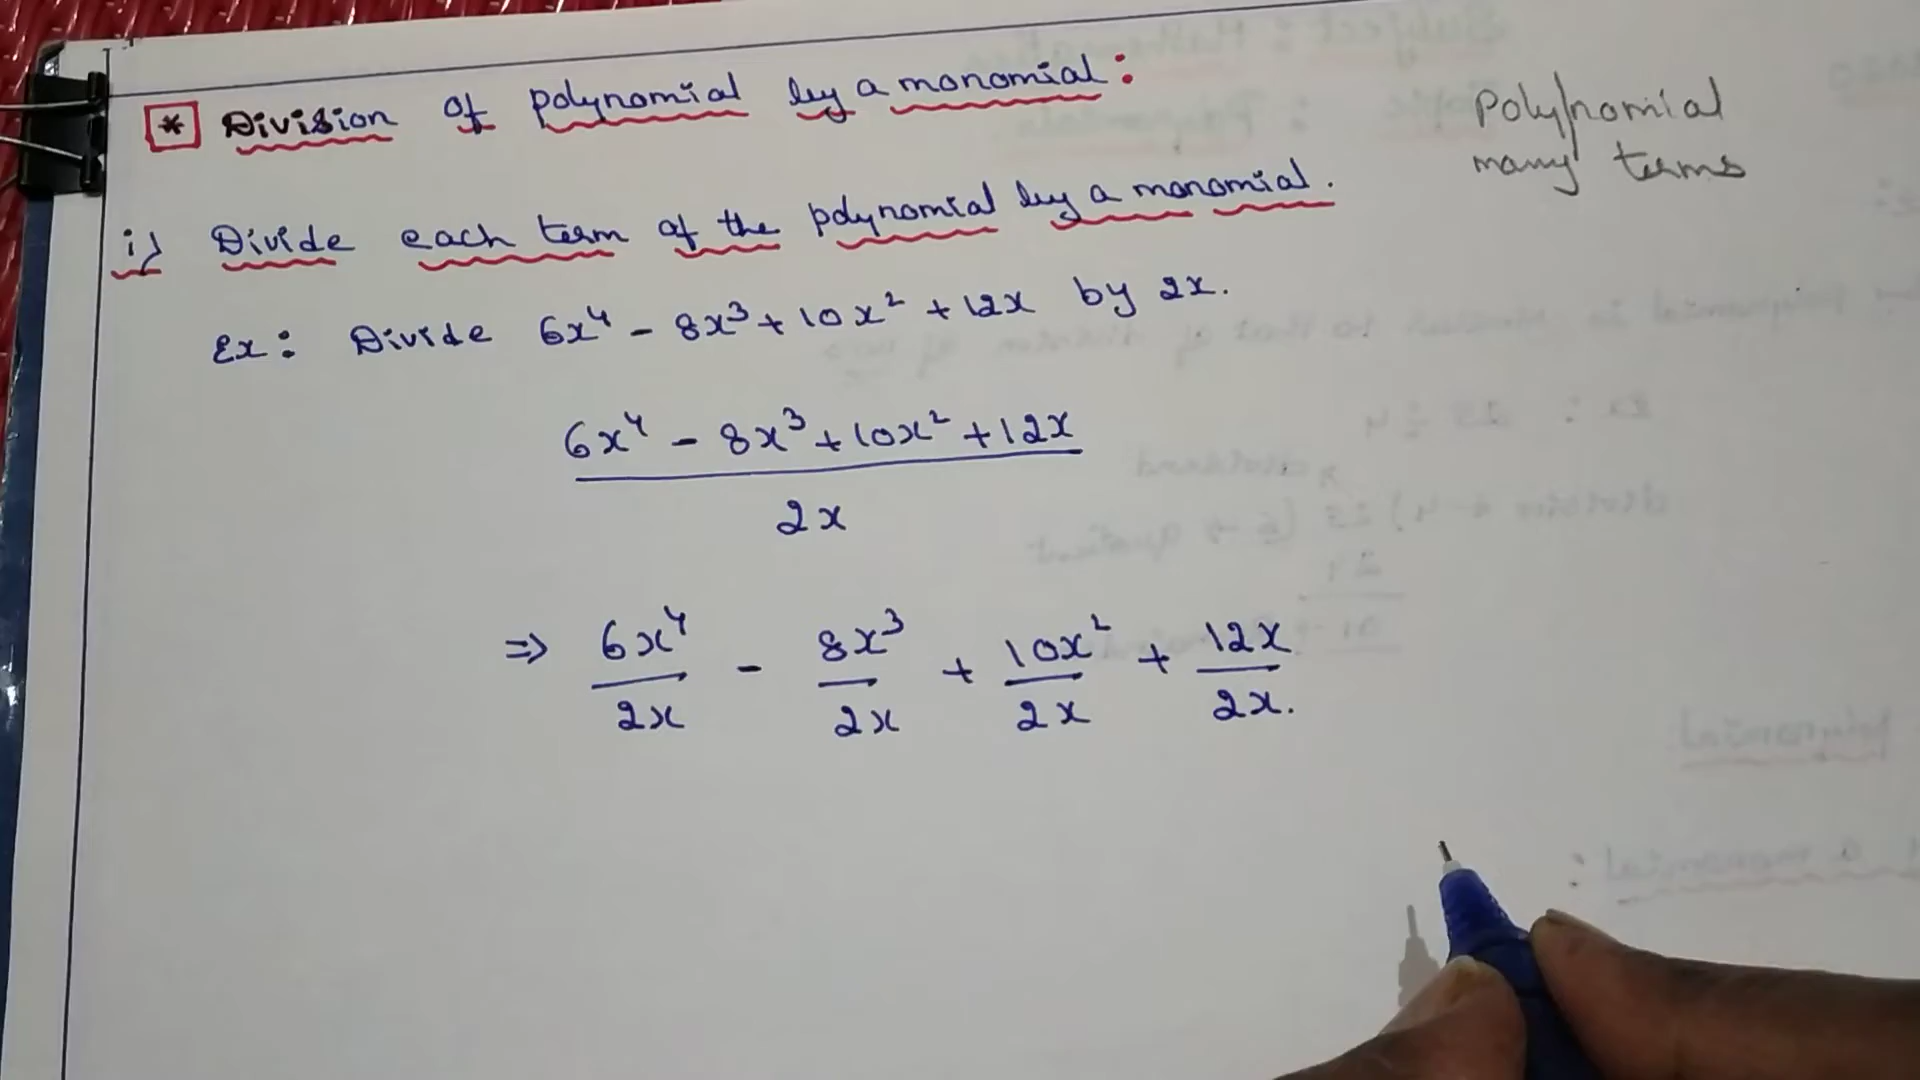 * Division of polynomial by a monomial:
Polynomial
many terms
i) Divide each term of the polynomial by a monomial.
Ex: Divide 6x⁴ - 8x³ + 10x² + 12x by 2x.
6x⁴ - 8x³ + 10x² + 12x
2x
⇒ 6x⁴/2x - 8x³/2x + 10x²/2x + 12x/2x.